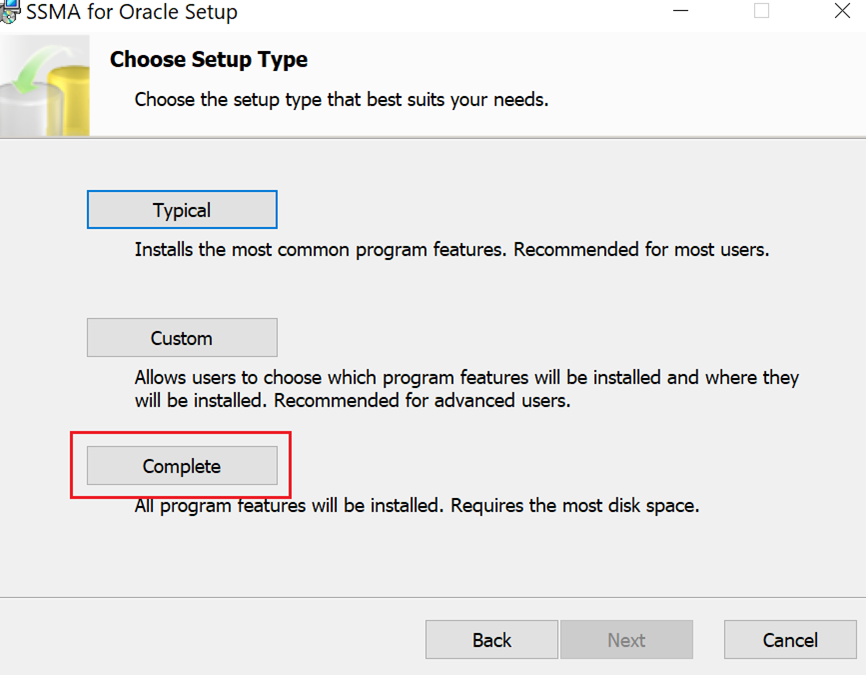 SSMA for Oracle Setup
Choose Setup Type
Choose the setup type that best suits your needs.
Typical
Installs the most common program features. Recommended for most users.
Custom
Allows users to choose which program features will be installed and where they
will be installed. Recommended for advanced users.
Complete
All program features will be installed. Requires the most disk space.
Back
Next
Cancel